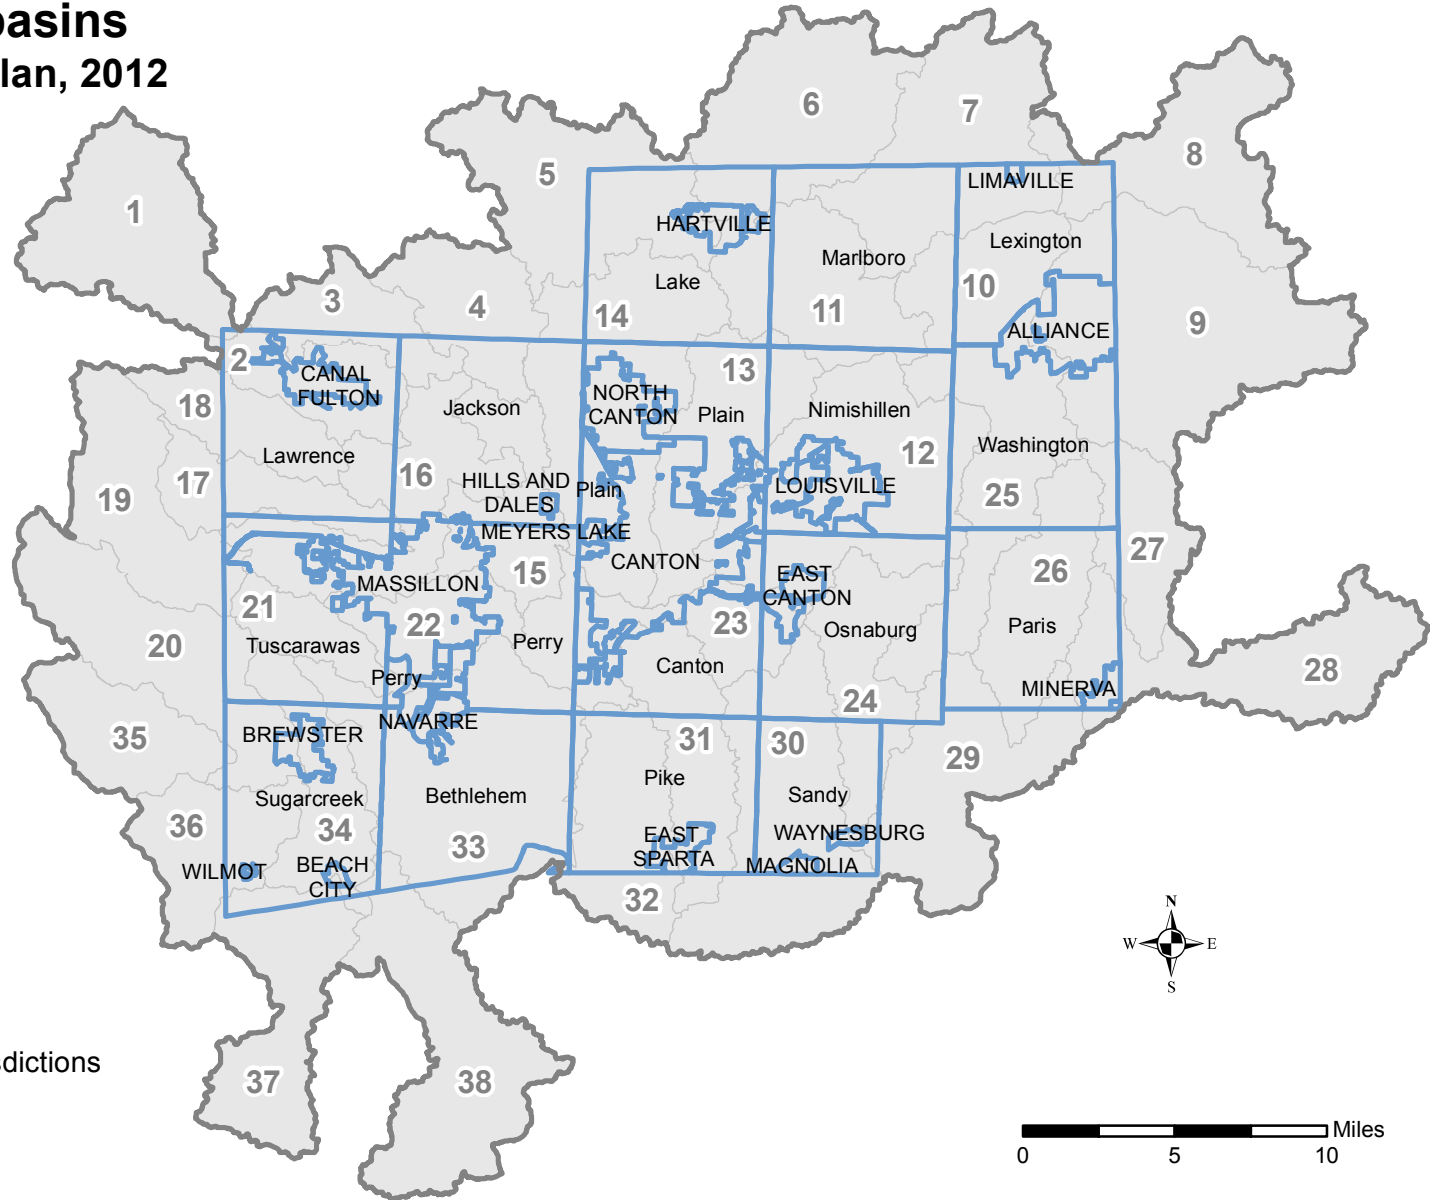 basins
lan, 2012
6
7
8
5
1
LIMAVILLE
HARTVILLE
Lexington
Marlboro
Lake
10
3
4
14
11
9
ALLIANCE
2
13
CANAL
FULTON
NORTH
CANTON
18
Jackson
Plain
Nimishillen
Lawrence
12
Washington
16
17
HILLS AND
DALES
Plain
LOUISVILLE
25
19
MEYERS LAKE
27
CANTON
15
26
EAST
CANTON
MASSILLON
21
22
23
Osnaburg
Paris
Tuscarawas
20
Perry
Canton
28
Perry
MINERVA
24
NAVARRE
BREWSTER
35
31
30
29
Pike
Sugarcreek
Bethlehem
Sandy
36
34
EAST
SPARTA
WAYNESBURG
33
WILMOT
BEACH
CITY
MAGNOLIA
32
N
W
E
S
sdictions
37
38
Miles
0
5
10